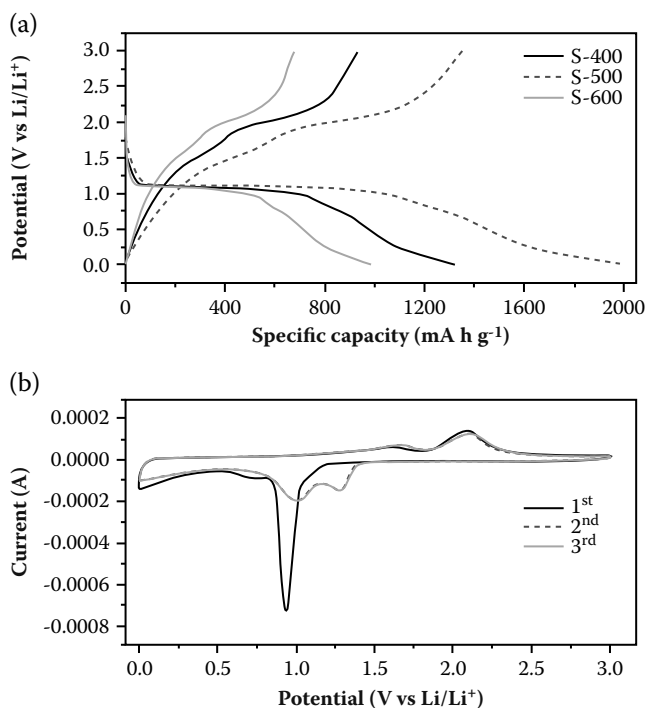 (a)
3.0
2.5
2.0
1.5
1.0
0.5
0.0
Potential (V vs Li/Li⁺)
S-400
S-500
S-600
0 400 800 1200 1600 2000
Specific capacity (mA h g⁻¹)
(b)
0.0002
0.0000
-0.0002
-0.0004
-0.0006
-0.0008
Current (A)
1ˢᵗ
2ⁿᵈ
3ʳᵈ
0.0 0.5 1.0 1.5 2.0 2.5 3.0
Potential (V vs Li/Li⁺)